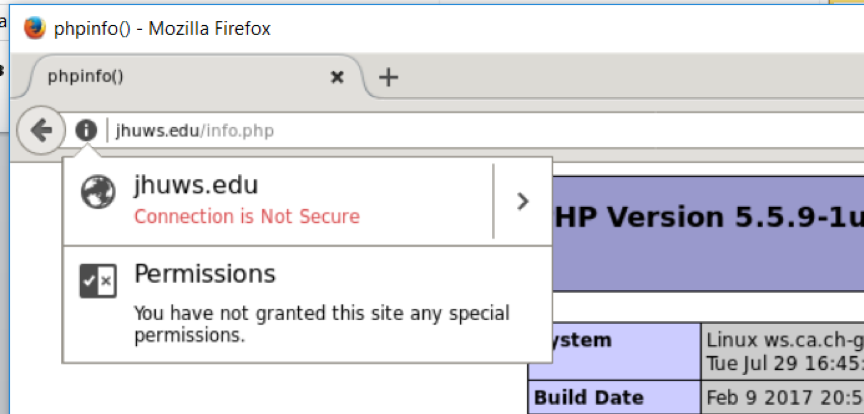 phpinfo() - Mozilla Firefox
phpinfo()
jhuws.edu/info.php
jhuws.edu
Connection is Not Secure
Permissions
You have not granted this site any special
permissions.
HP Version 5.5.9-1u
ystem
Linux ws.ca.ch-g
Tue Jul 29 16:45:
Build Date
Feb 9 2017 20:5